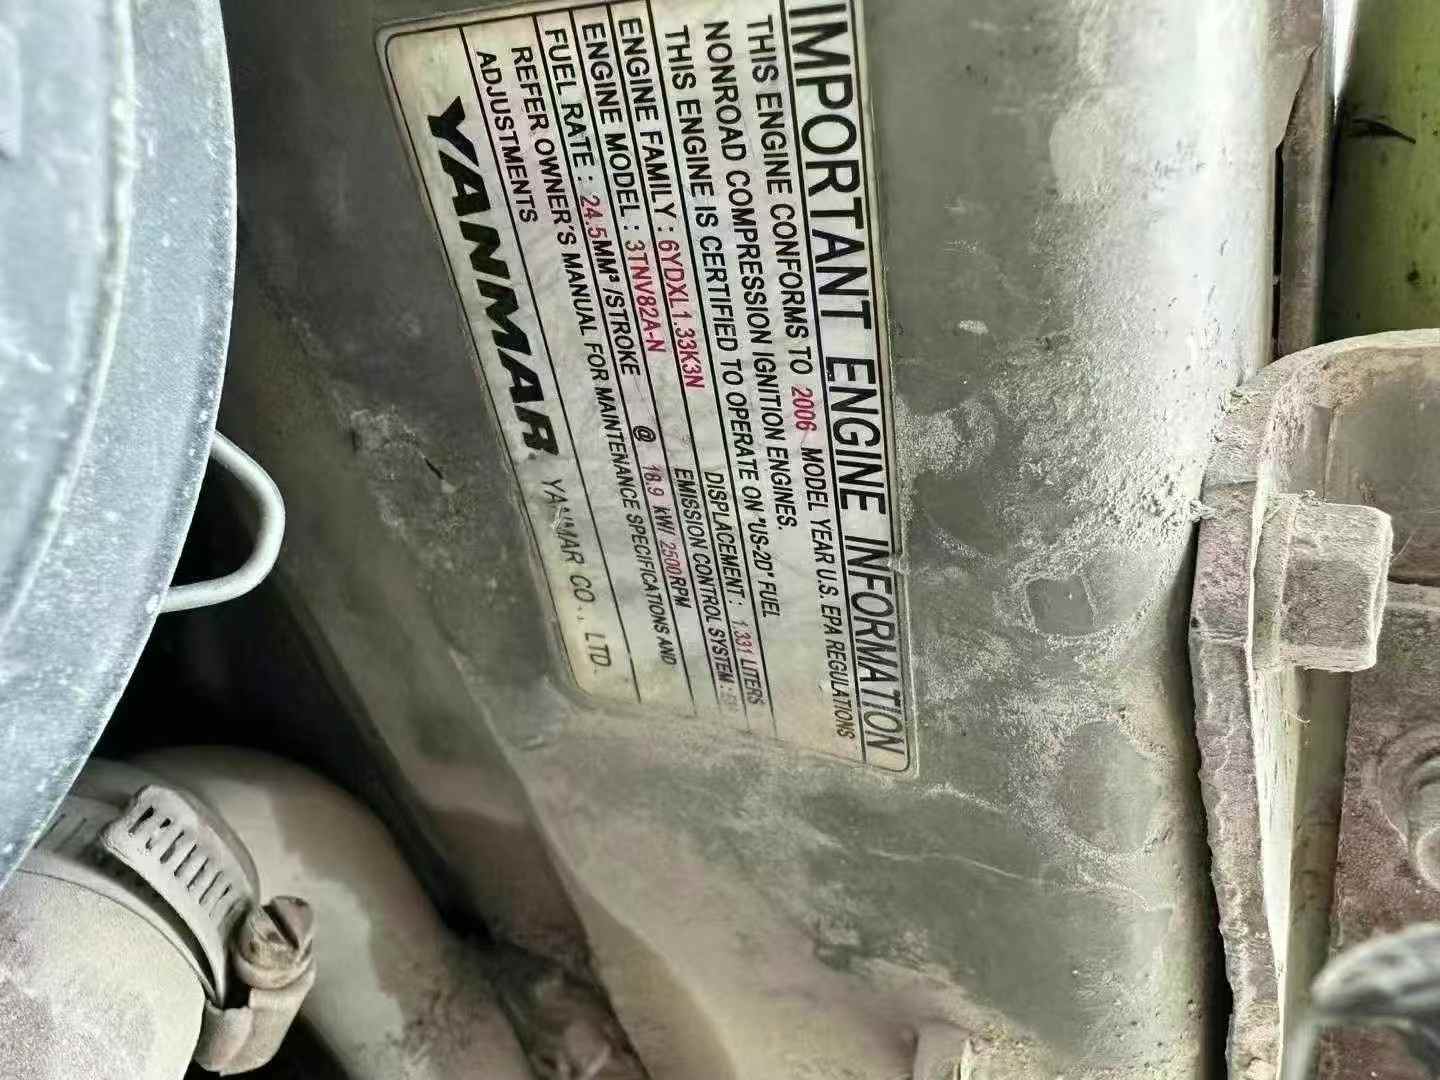 IMPORTANT ENGINE INFORMATION
THIS ENGINE CONFORMS TO 2006 MODEL YEAR U.S. EPA REGULATIONS
NONROAD COMPRESSION IGNITION ENGINES.
THIS ENGINE IS CERTIFIED TO OPERATE ON "US-2D" FUEL
ENGINE FAMILY : 6YDXL1.33K3N DISPLACEMENT : 1.331 LITERS
ENGINE MODEL : 3TNV82A-N EMISSION CONTROL SYSTEM :
FUEL RATE : 24.5MM³ /STROKE @ 18.9 kW/ 2500RPM
REFER OWNER'S MANUAL FOR MAINTENANCE SPECIFICATIONS AND
ADJUSTMENTS
YANMAR YANMAR CO., LTD.